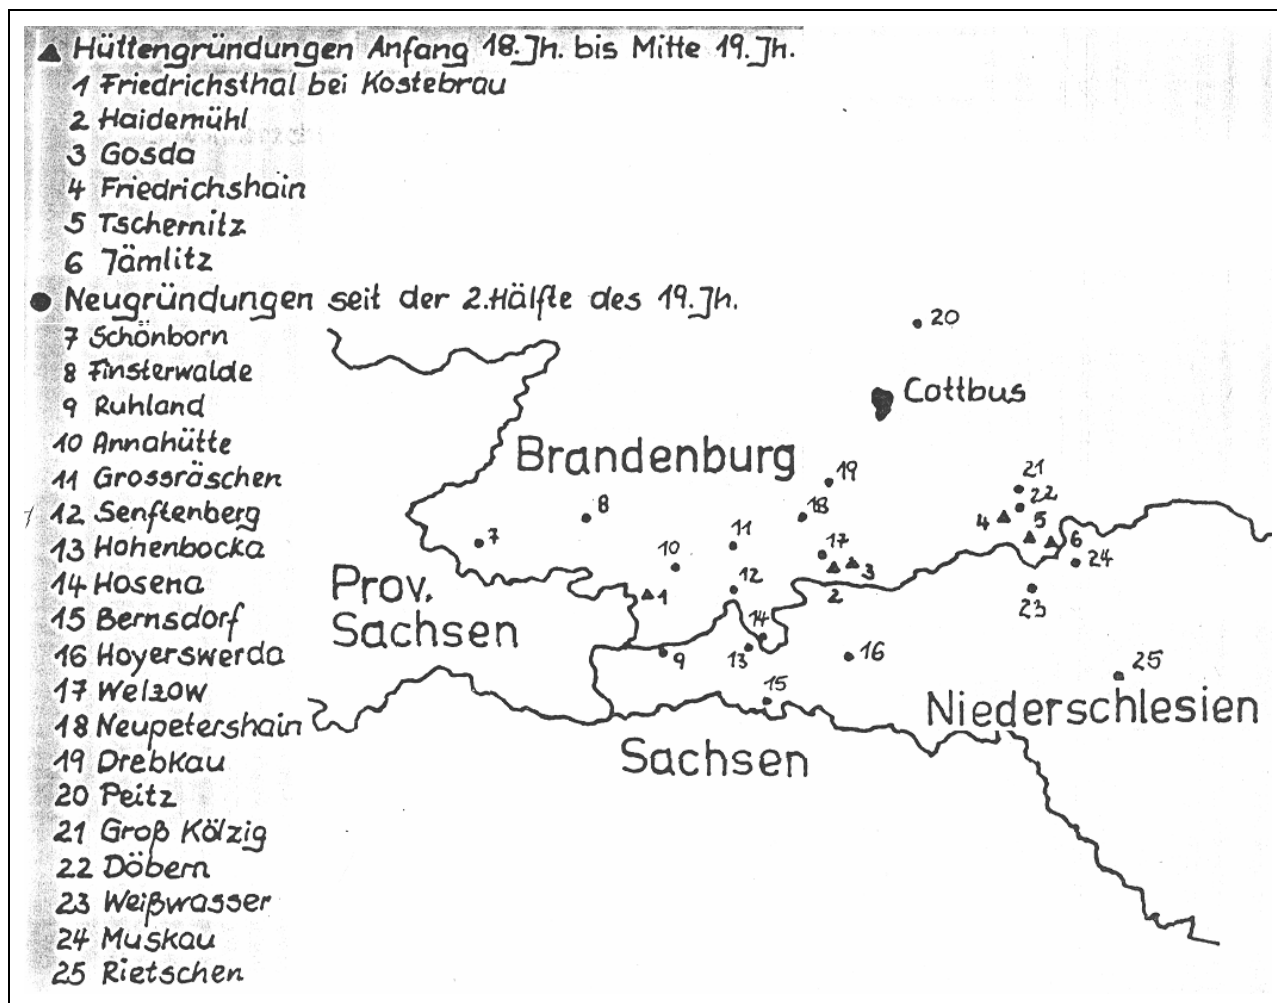 ▲ Hüttengründungen Anfang 18.Jh. bis Mitte 19.Jh.
1 Friedrichsthal bei Kostebrau
2 Haidemühl
3 Gosda
4 Friedrichshain
5 Tschernitz
6 Jämlitz
● Neugründungen seit der 2.Hälfte des 19.Jh.
7 Schönborn
8 Finsterwalde
9 Ruhland
10 Annahütte
11 Grossräschen
12 Senftenberg
13 Hohenbocka
14 Hosena
15 Bernsdorf
16 Hoyerswerda
17 Welzow
18 Neupetershain
19 Drebkau
20 Peitz
21 Groß Kölzig
22 Döbern
23 Weißwasser
24 Muskau
25 Rietschen
20
Cottbus
Brandenburg
19
21
22
8
18
4
5
7
11
17
6
10
3
24
Prov.
Sachsen
1
12
2
23
14
9
13
16
25
15
Niederschlesien
Sachsen